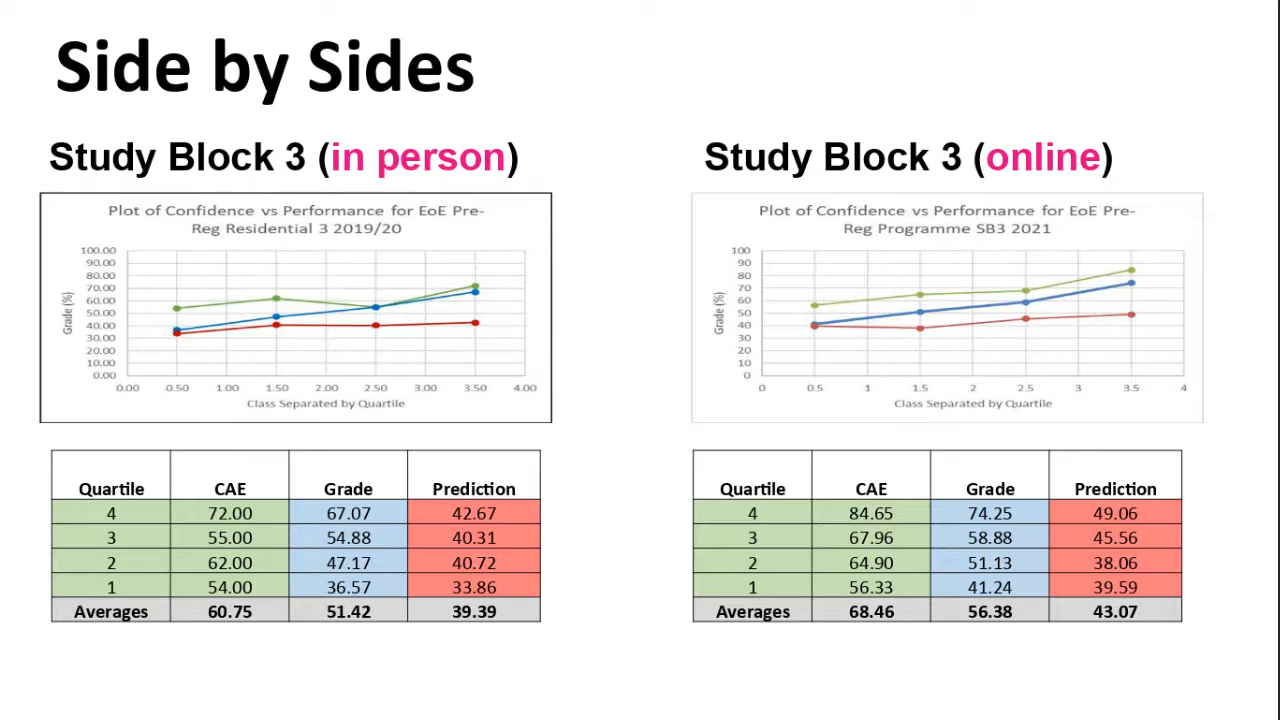 Side by Sides
Study Block 3 (in person)
Plot of Confidence vs Performance for EoE Pre-
Reg Residential 3 2019/20
Grade (%)
100.00
90.00
80.00
70.00
60.00
50.00
40.00
30.00
20.00
10.00
0.00
0.00 0.50 1.00 1.50 2.00 2.50 3.00 3.50 4.00
Class Separated by Quartile
Quartile CAE Grade Prediction
4 72.00 67.07 42.67
3 55.00 54.88 40.31
2 62.00 47.17 40.72
1 54.00 36.57 33.86
Averages 60.75 51.42 39.39
Study Block 3 (online)
Plot of Confidence vs Performance for EoE Pre-
Reg Programme SB3 2021
Grade (%)
100
90
80
70
60
50
40
30
20
10
0
0 0.5 1 1.5 2 2.5 3 3.5 4
Class Separated by Quartile
Quartile CAE Grade Prediction
4 84.65 74.25 49.06
3 67.96 58.88 45.56
2 64.90 51.13 38.06
1 56.33 41.24 39.59
Averages 68.46 56.38 43.07